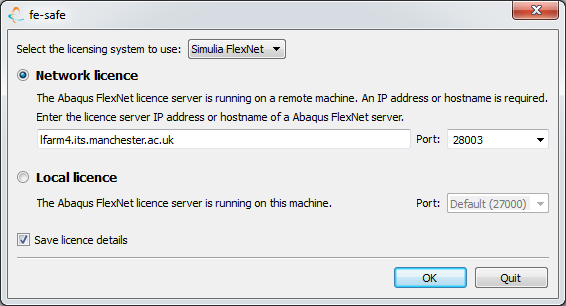 fe-safe
Select the licensing system to use: Simulia FlexNet
Network licence
The Abaqus FlexNet licence server is running on a remote machine. An IP address or hostname is required.
Enter the licence server IP address or hostname of a Abaqus FlexNet server.
lfarm4.its.manchester.ac.uk Port: 28003
Local licence
The Abaqus FlexNet licence server is running on this machine. Port: Default (27000)
Save licence details
OK Quit